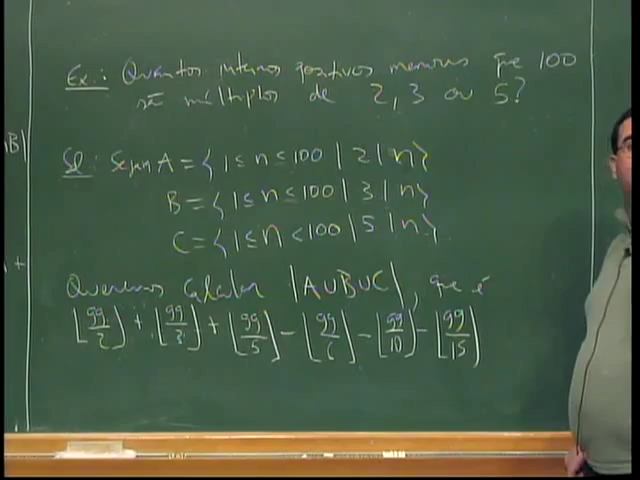 Ex.: Quantos inteiros positivos menores que 100
são múltiplos de 2, 3 ou 5?
nB|
Sol: Sejam A = { 1 ≤ n < 100 | 2 | n }
B = { 1 ≤ n < 100 | 3 | n }
C = { 1 ≤ n < 100 | 5 | n }
+
Queremos calcular |A∪B∪C|, que é
⌊99/2⌋ + ⌊99/3⌋ + ⌊99/5⌋ - ⌊99/6⌋ - ⌊99/10⌋ - ⌊99/15⌋